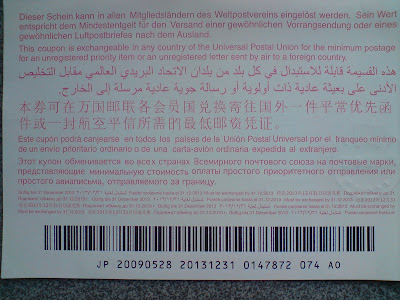 Dieser Schein kann in allen Mitgliedsländern des Weltpostvereins eingelöst werden. Sein Wert
entspricht dem Mindestentgelt für den Versand einer gewöhnlichen Vorrangsendung oder eines
gewöhnlichen Luftpostbriefes nach dem Ausland.
This coupon is exchangeable in any country of the Universal Postal Union for the minimum postage
for an unregistered priority item or an unregistered letter sent by air to a foreign country.
هذه القسيمة قابلة للاستبدال في كل بلد من بلدان الاتحاد البريدي العالمي مقابل التخليص
الأدنى على بعيثة عادية ذات أولوية أو رسالة جوية عادية مرسلة إلى الخارج.
本券可在万国邮联各会员国兑换寄往国外一件平常优先函
件或一封航空平信所需的最低邮资凭证。
Este cupón podrá canjearse en todos los países de la Unión Postal Universal por el franqueo mínimo
de un envío prioritario ordinario o de una carta-avión ordinaria expedida al extranjero.
Этот купон обменивается во всех странах Всемирного почтового союза на почтовые марки,
представляющие минимальную стоимость оплаты простого приоритетного отправления или
простого авиаписьма, отправляемого за границу.
JP 20090528 20131231 0147872 074 A0